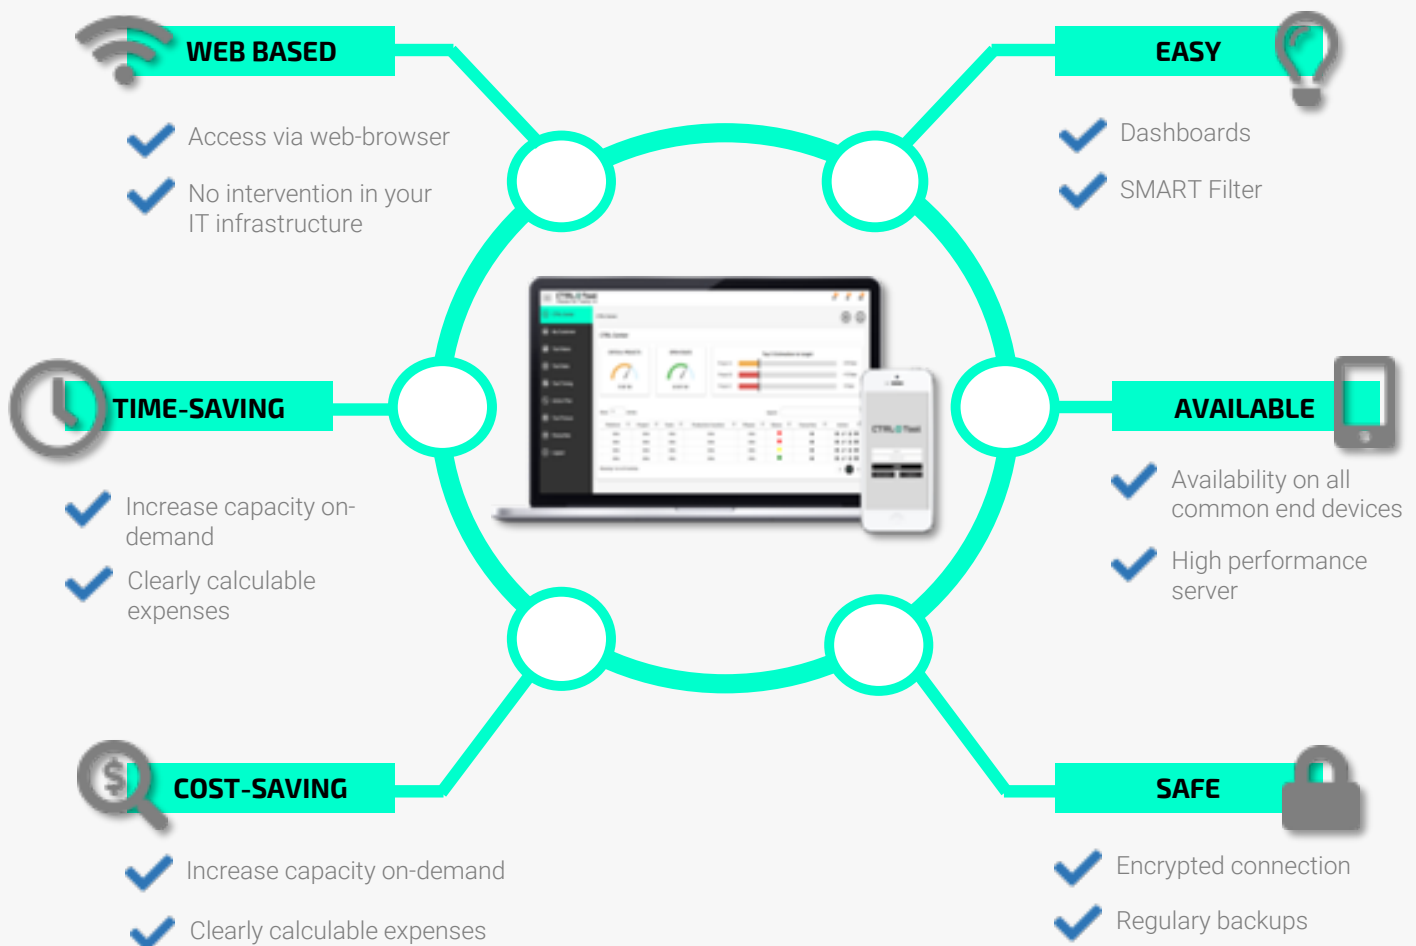 WEB BASED
Access via web-browser
No intervention in your
IT infrastructure
EASY
Dashboards
SMART Filter
TIME-SAVING
Increase capacity on-
demand
Clearly calculable
expenses
CTRL Center
AVAILABLE
Availability on all
common end devices
High performance
server
COST-SAVING
Increase capacity on-demand
Clearly calculable expenses
SAFE
Encrypted connection
Regulary backups